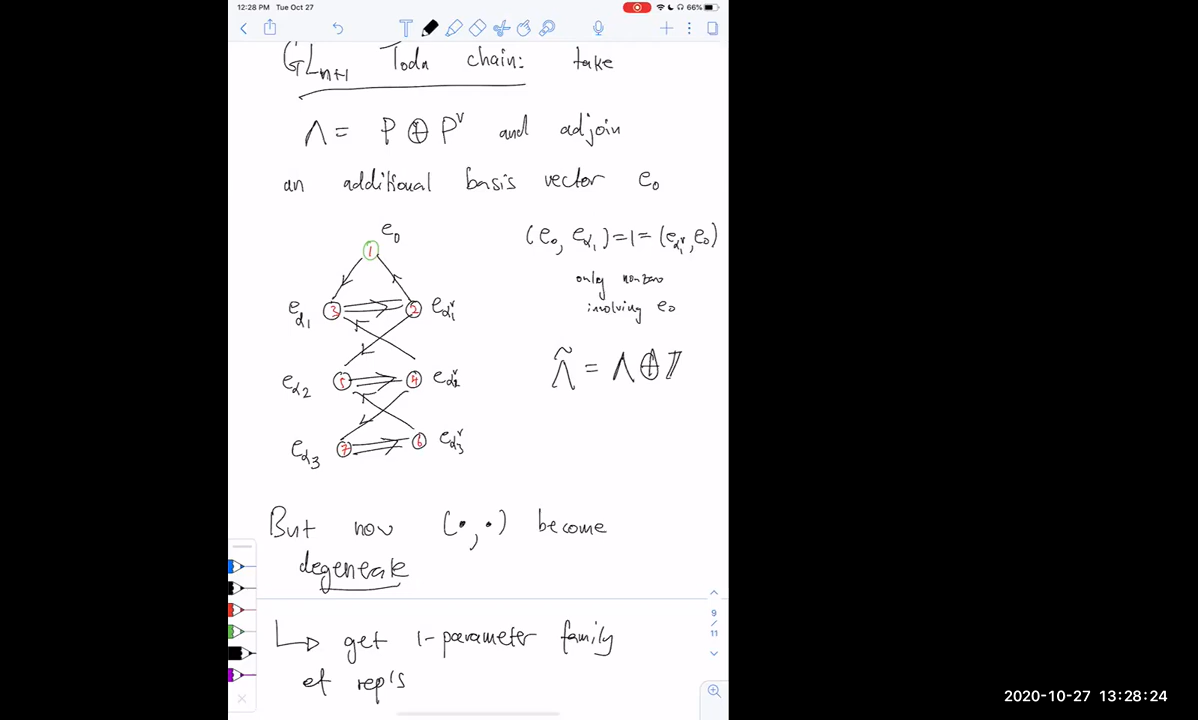 12:28 PM Tue Oct 27
66%
GL_{n+1} Toda chain: take
Λ = P ⊕ P^∨ and adjoin
an additional basis vector e_0
e_0
(e_0, e_{α_1}) = 1 = (e_{α_1^∨}, e_0)
only nonzero
involving e_0
1
e_{α_1} 3 2 e_{α_1^∨}
Λ̃ = Λ ⊕ ℤ
e_{α_2} 5 4 e_{α_2^∨}
e_{α_3} 7 6 e_{α_3^∨}
But now (•,•) become
degenerate
9
/
11
↳ get 1-parameter family
of rep's
2020-10-27 13:28:24